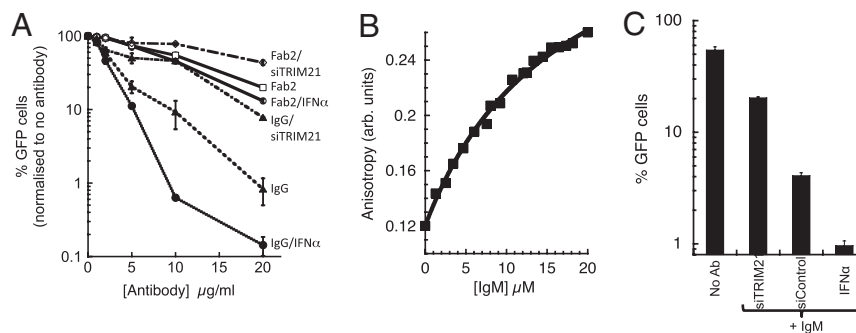 A
% GFP cells
(normalised to no antibody)
100
10
1
0.1
0
5
10
15
20
[Antibody] µg/ml
Fab2/
siTRIM21
Fab2
Fab2/IFNα
IgG/
siTRIM21
IgG
IgG/IFNα
B
Anisotropy (arb. units)
0.24
0.2
0.16
0.12
0
5
10
15
20
[IgM] µM
C
% GFP cells
100
10
1
No Ab
siTRIM2
siControl
IFNα
+ IgM